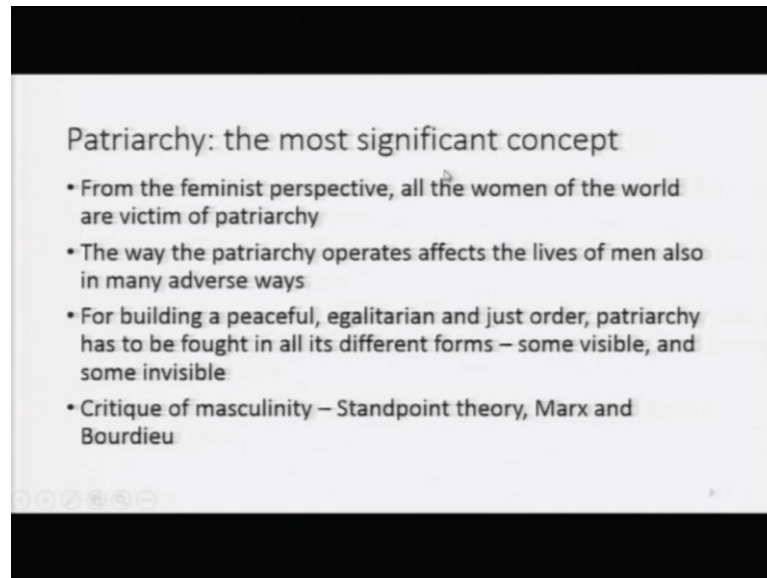 Patriarchy: the most significant concept
• From the feminist perspective, all the women of the world
are victim of patriarchy
• The way the patriarchy operates affects the lives of men also
in many adverse ways
• For building a peaceful, egalitarian and just order, patriarchy
has to be fought in all its different forms – some visible, and
some invisible
• Critique of masculinity – Standpoint theory, Marx and
Bourdieu